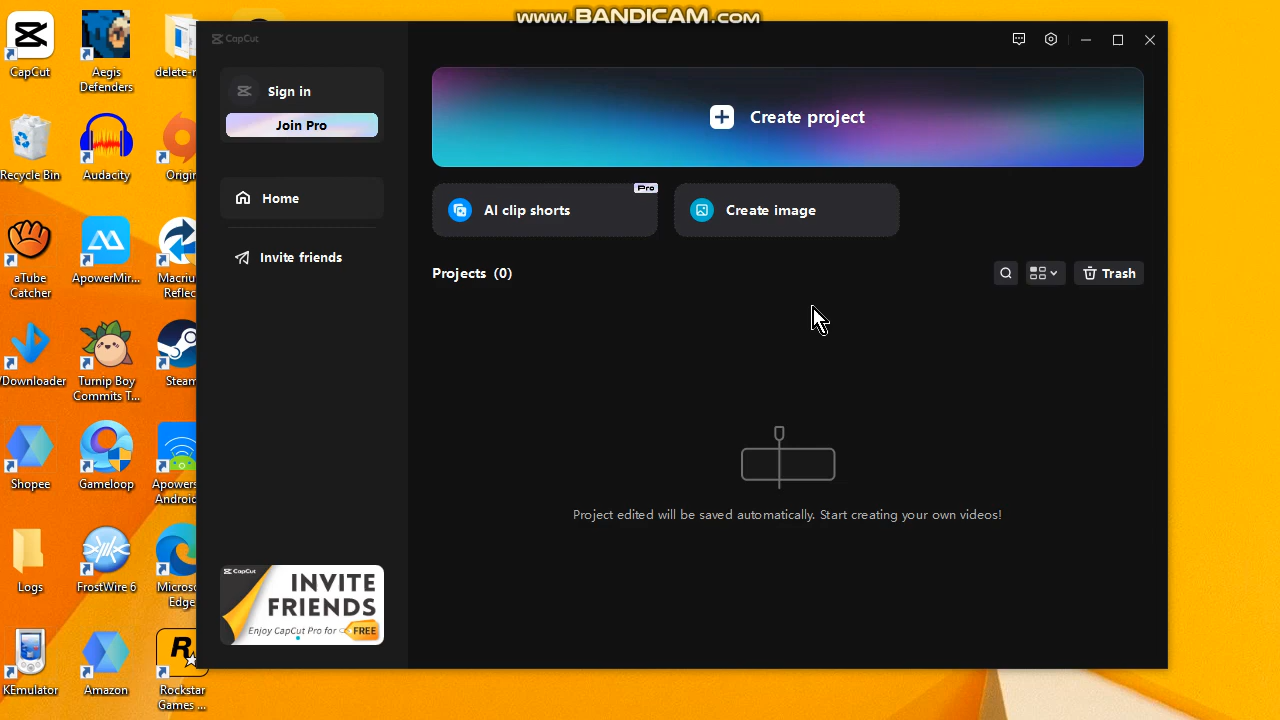 www.BANDICAM.com
CapCut
Sign in
Join Pro
Home
Invite friends
CapCut
INVITE
FRIENDS
Enjoy CapCut Pro for FREE
Create project
AI clip shorts
Pro
Create image
Projects (0)
Trash
Project edited will be saved automatically. Start creating your own videos!
CapCut
Aegis
Defenders
Recycle Bin
Audacity
aTube
Catcher
ApowerMir...
Turnip Boy
Commits T...
Steam
Shopee
Gameloop
Logs
FrostWire 6
Edge
KEmulator
Amazon
Rockstar
Games ...